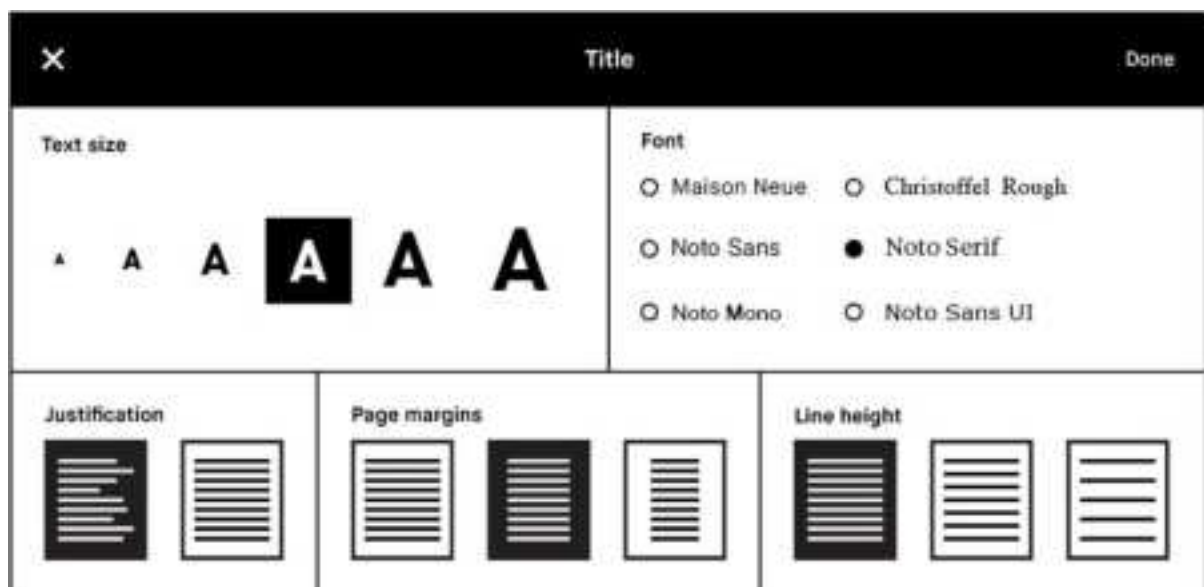 × Title Done
Text size
A A A A A A
Font
Maison Neue Christoffel Rough
Noto Sans Noto Serif
Noto Mono Noto Sans UI
Justification
Page margins
Line height